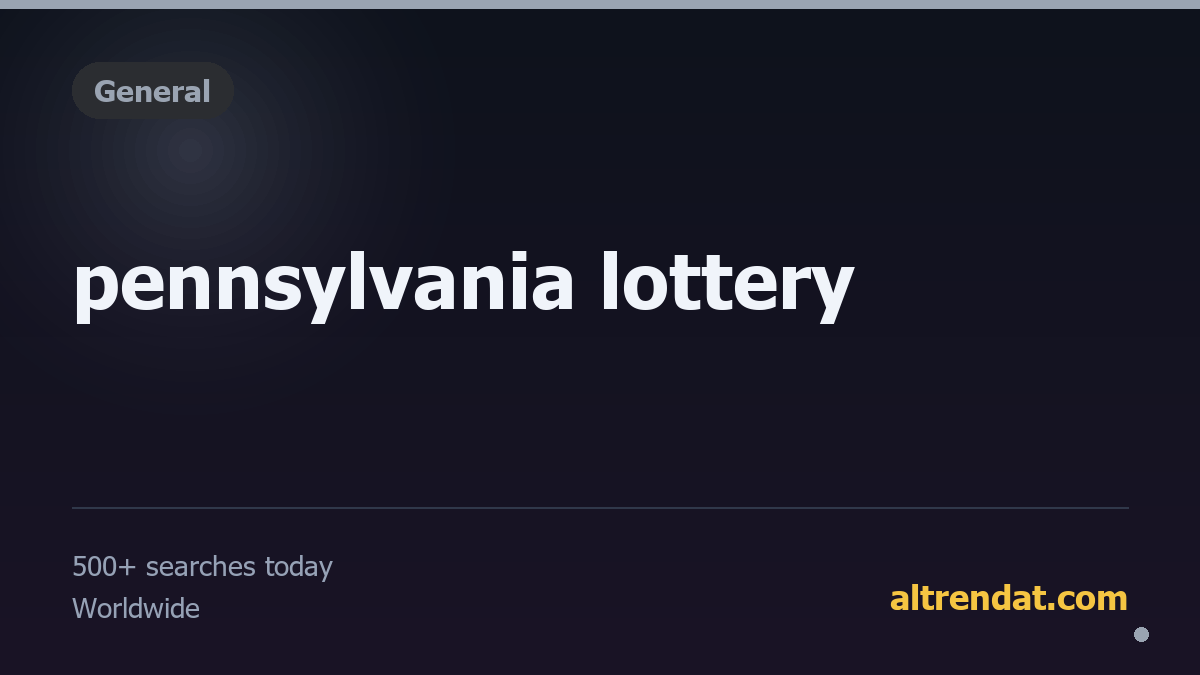 General
pennsylvania lottery
500+ searches today
Worldwide
altrendat.com